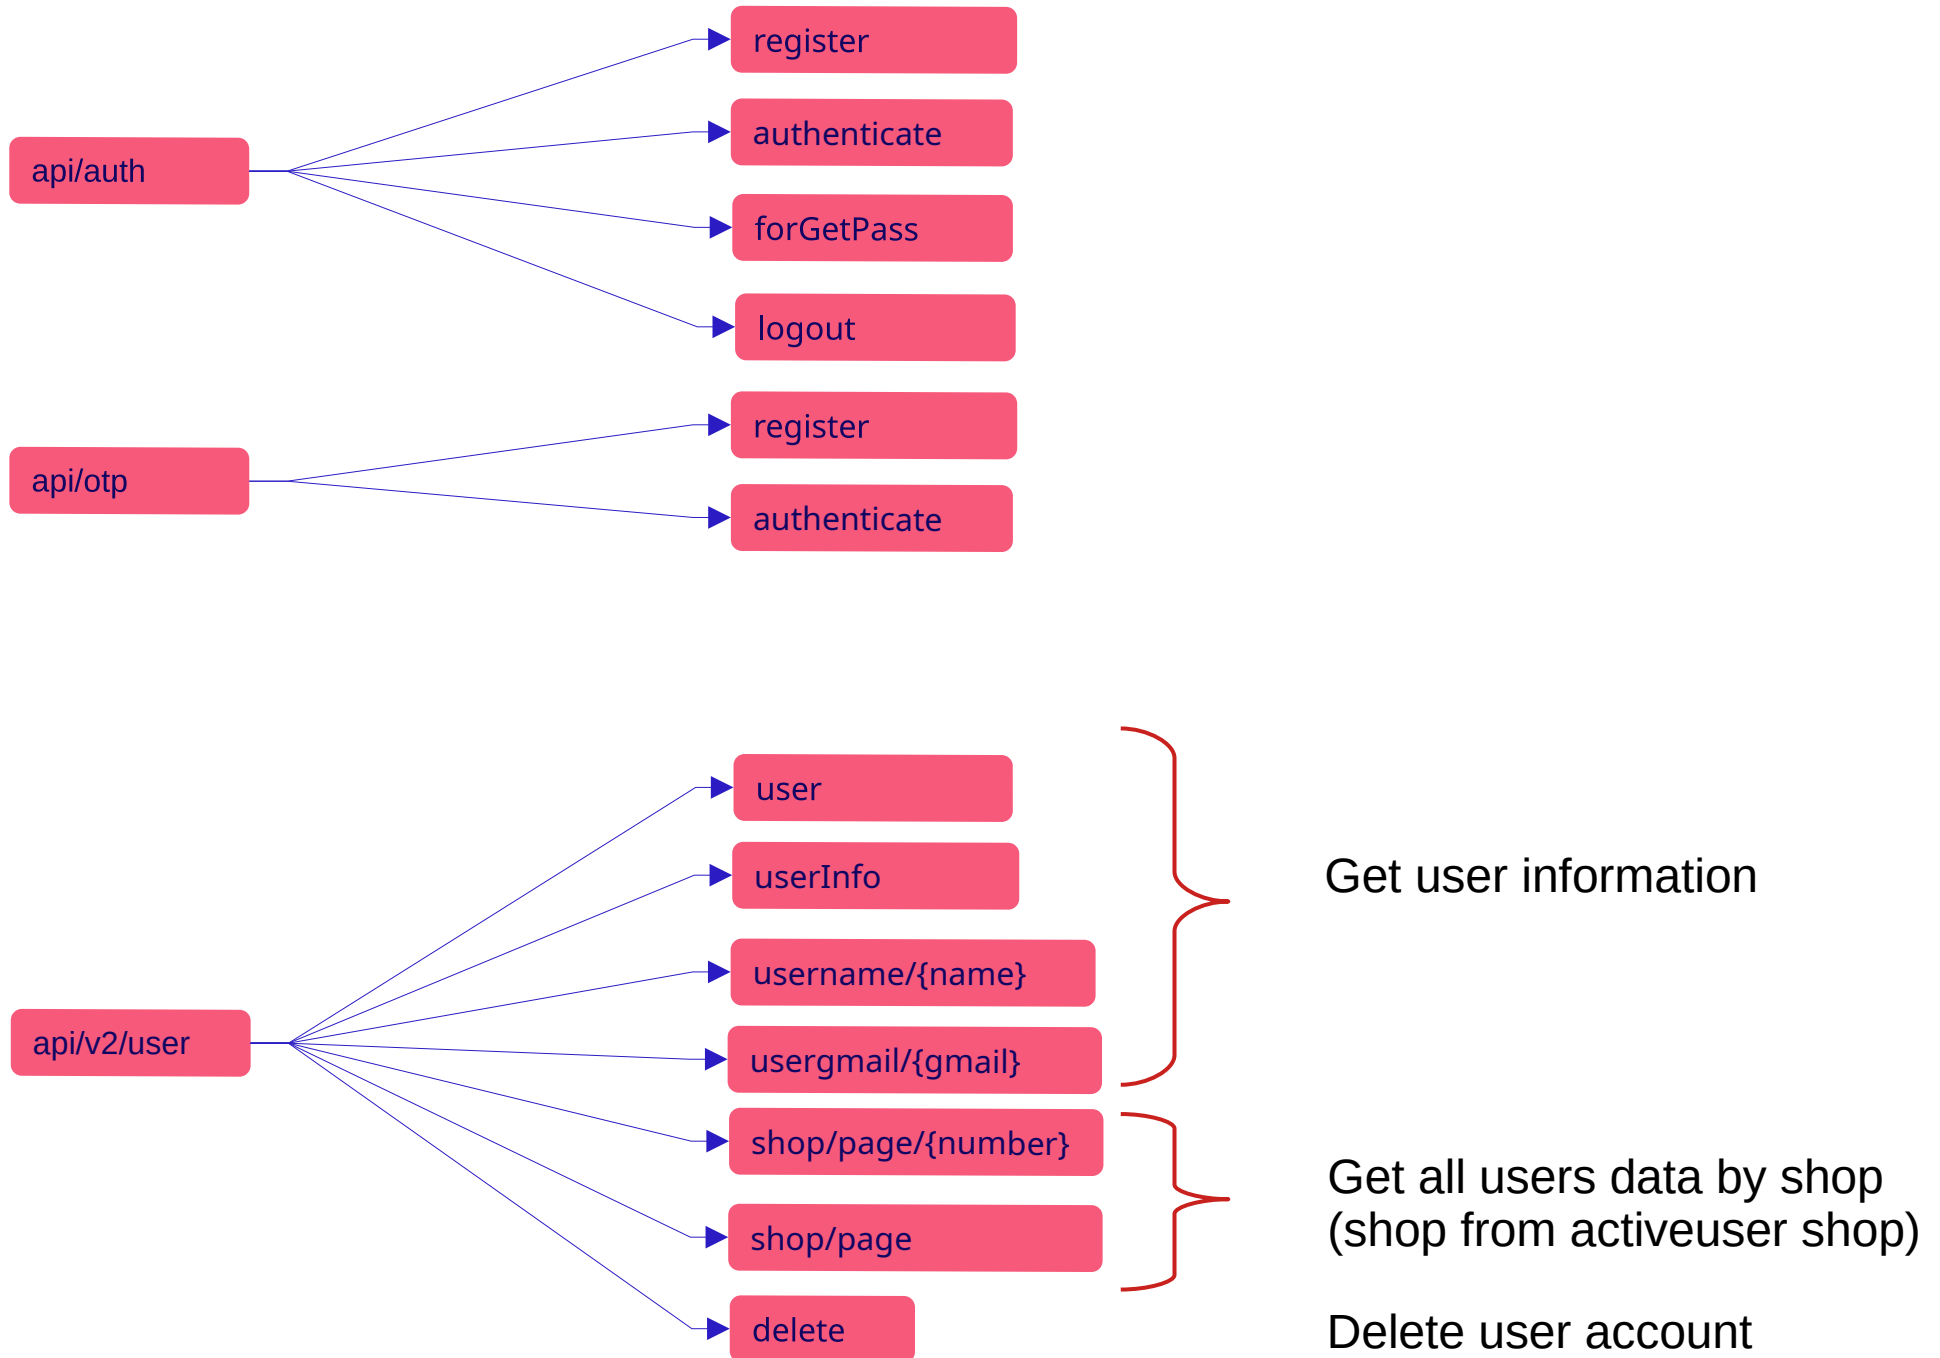 api/auth
register
authenticate
forGetPass
logout
api/otp
register
authenticate
api/v2/user
user
userInfo
username/{name}
usergmail/{gmail}
shop/page/{number}
shop/page
delete
Get user information
Get all users data by shop
(shop from activeuser shop)
Delete user account